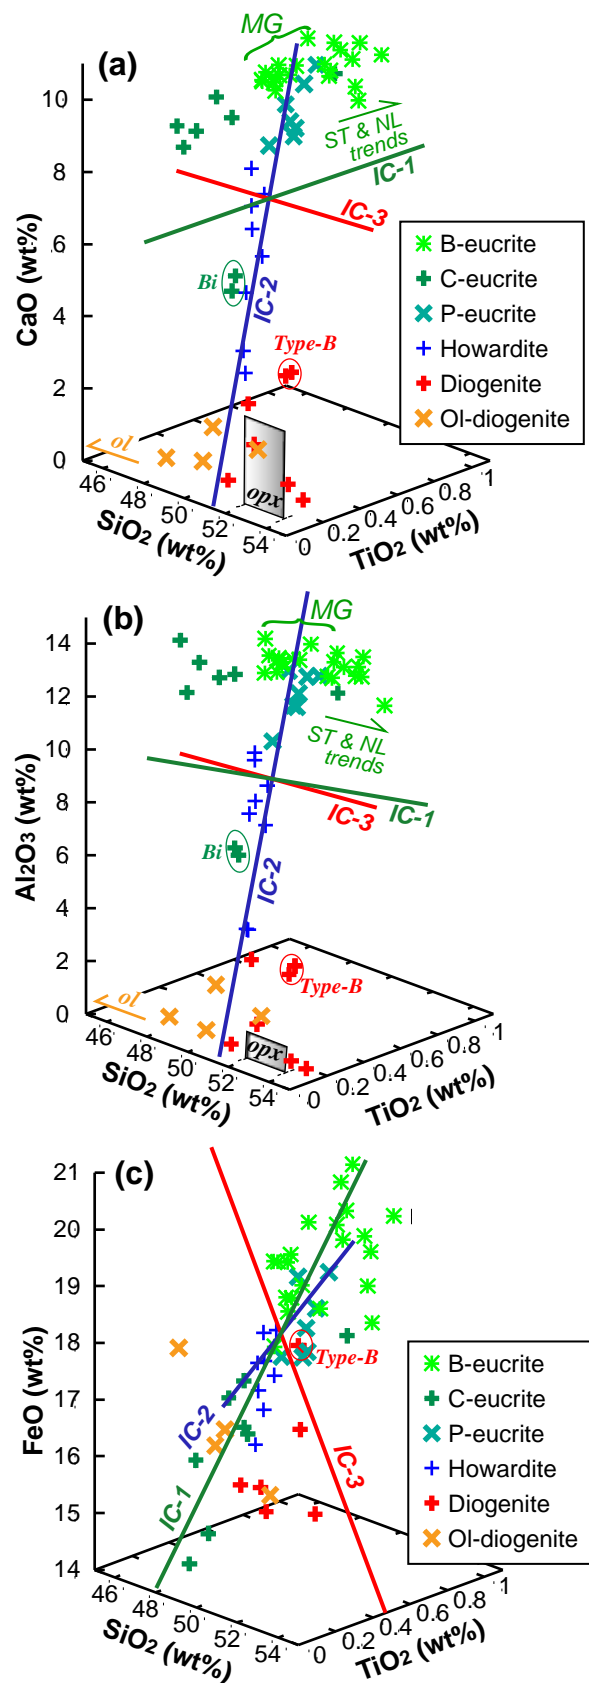 (a)
MG
10
8
6
4
2
0
CaO (wt%)
ST & NL
trends
IC-1
IC-3
IC-2
Bi
Type-B
ol
opx
B-eucrite
C-eucrite
P-eucrite
Howardite
Diogenite
Ol-diogenite
46 48 50 52 54
SiO2 (wt%)
0 0.2 0.4 0.6 0.8 1
TiO2 (wt%)
(b)
MG
14
12
10
8
6
4
2
0
Al2O3 (wt%)
ST & NL
trends
IC-3
IC-1
IC-2
Bi
Type-B
ol
opx
46 48 50 52 54
SiO2 (wt%)
0 0.2 0.4 0.6 0.8 1
TiO2 (wt%)
(c)
21
20
19
18
17
16
15
14
FeO (wt%)
Type-B
IC-2
IC-1
IC-3
B-eucrite
C-eucrite
P-eucrite
Howardite
Diogenite
Ol-diogenite
46 48 50 52 54
SiO2 (wt%)
0 0.2 0.4 0.6 0.8 1
TiO2 (wt%)